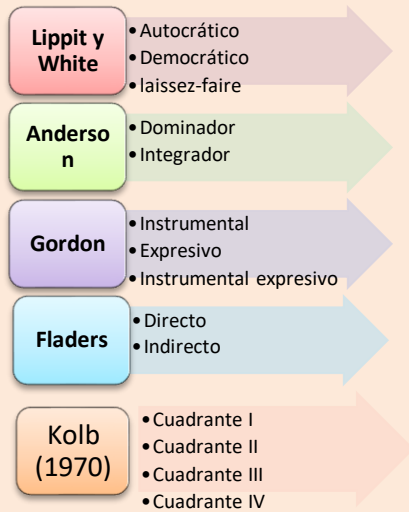 Lippit y
White
•Autocrático
•Democrático
•laissez-faire
Anderso
n
•Dominador
•Integrador
Gordon
•Instrumental
•Expresivo
•Instrumental expresivo
Fladers
•Directo
•Indirecto
Kolb
(1970)
•Cuadrante I
•Cuadrante II
•Cuadrante III
•Cuadrante IV